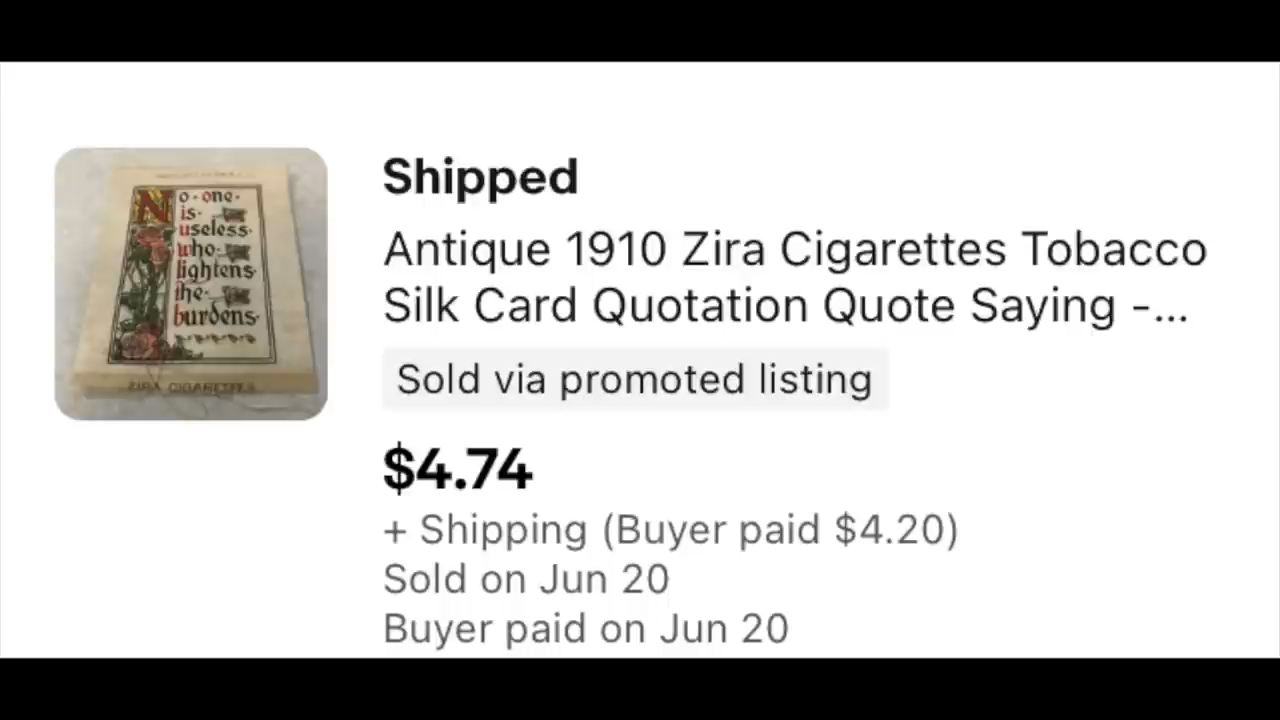 No·one·
is·
useless·
who·
lightens
the·
burdens·
ZIRA CIGARETTES
Shipped
Antique 1910 Zira Cigarettes Tobacco
Silk Card Quotation Quote Saying -...
Sold via promoted listing
$4.74
+ Shipping (Buyer paid $4.20)
Sold on Jun 20
Buyer paid on Jun 20